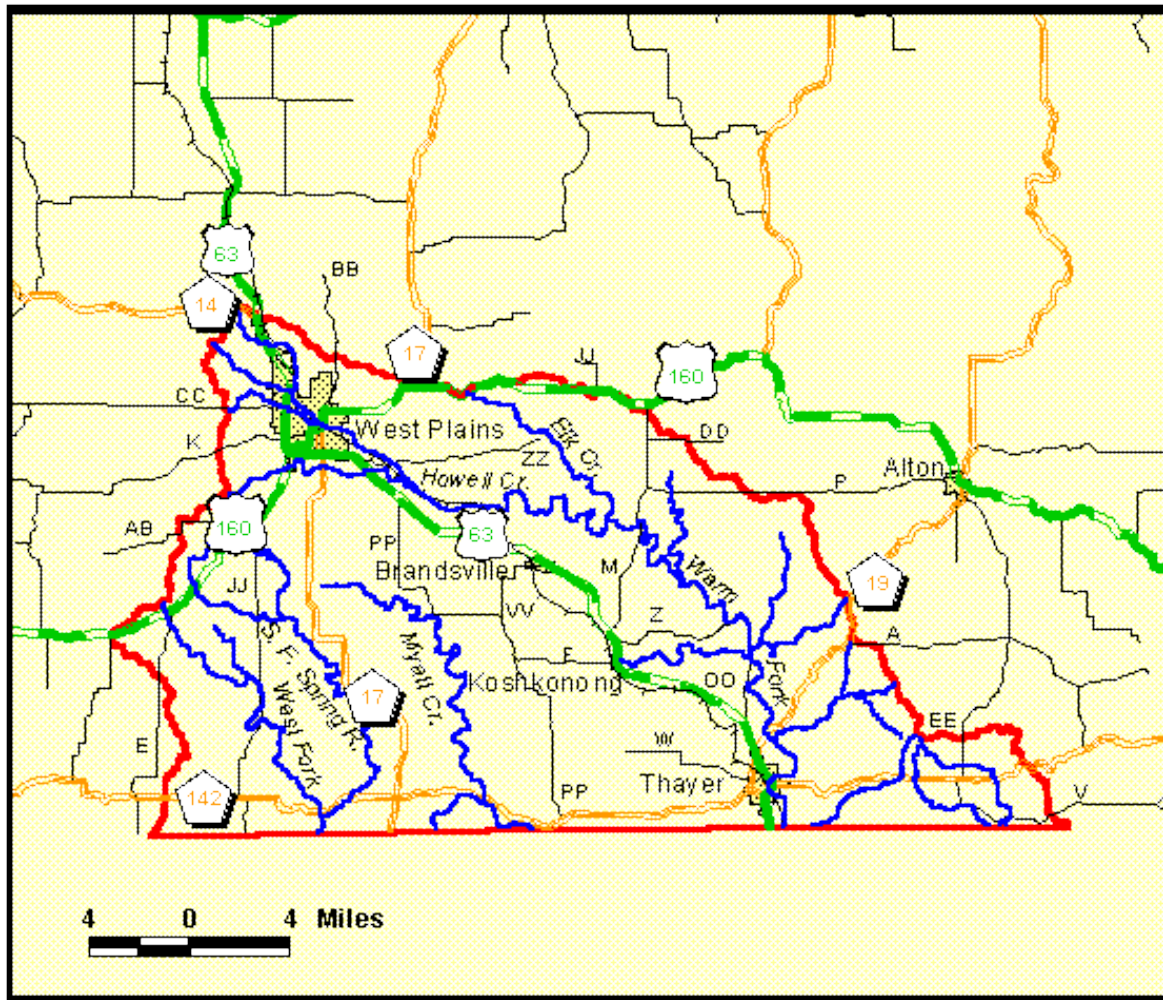 63
BB
14
17
JJ
160
CC
West Plains
K
Elk Cr.
DD
ZZ
Alton
Howell Cr.
P
AB
160
63
PP
Brandsville
M
Warm
19
JJ
VV
Z
A
S. F. Spring R.
Myatt Cr.
F
Koshkonong
OO
Fork
West Fork
17
EE
E
W
Thayer
142
PP
V
4 0 4 Miles